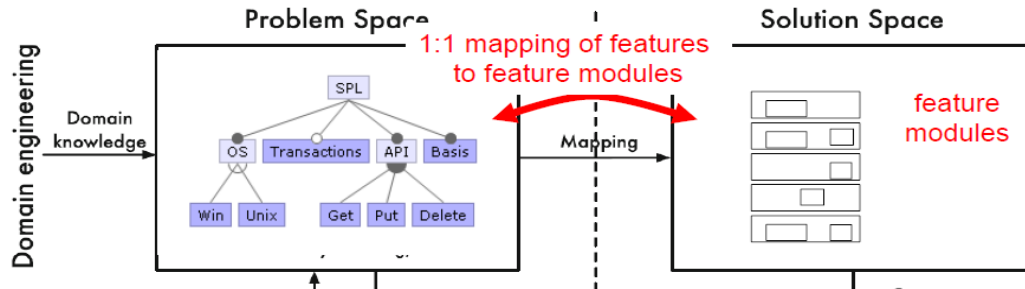 Problem Space
Solution Space
1:1 mapping of features
to feature modules
Domain engineering
Domain
knowledge
SPL
OS
Transactions
API
Basis
Win
Unix
Get
Put
Delete
Mapping
feature
modules